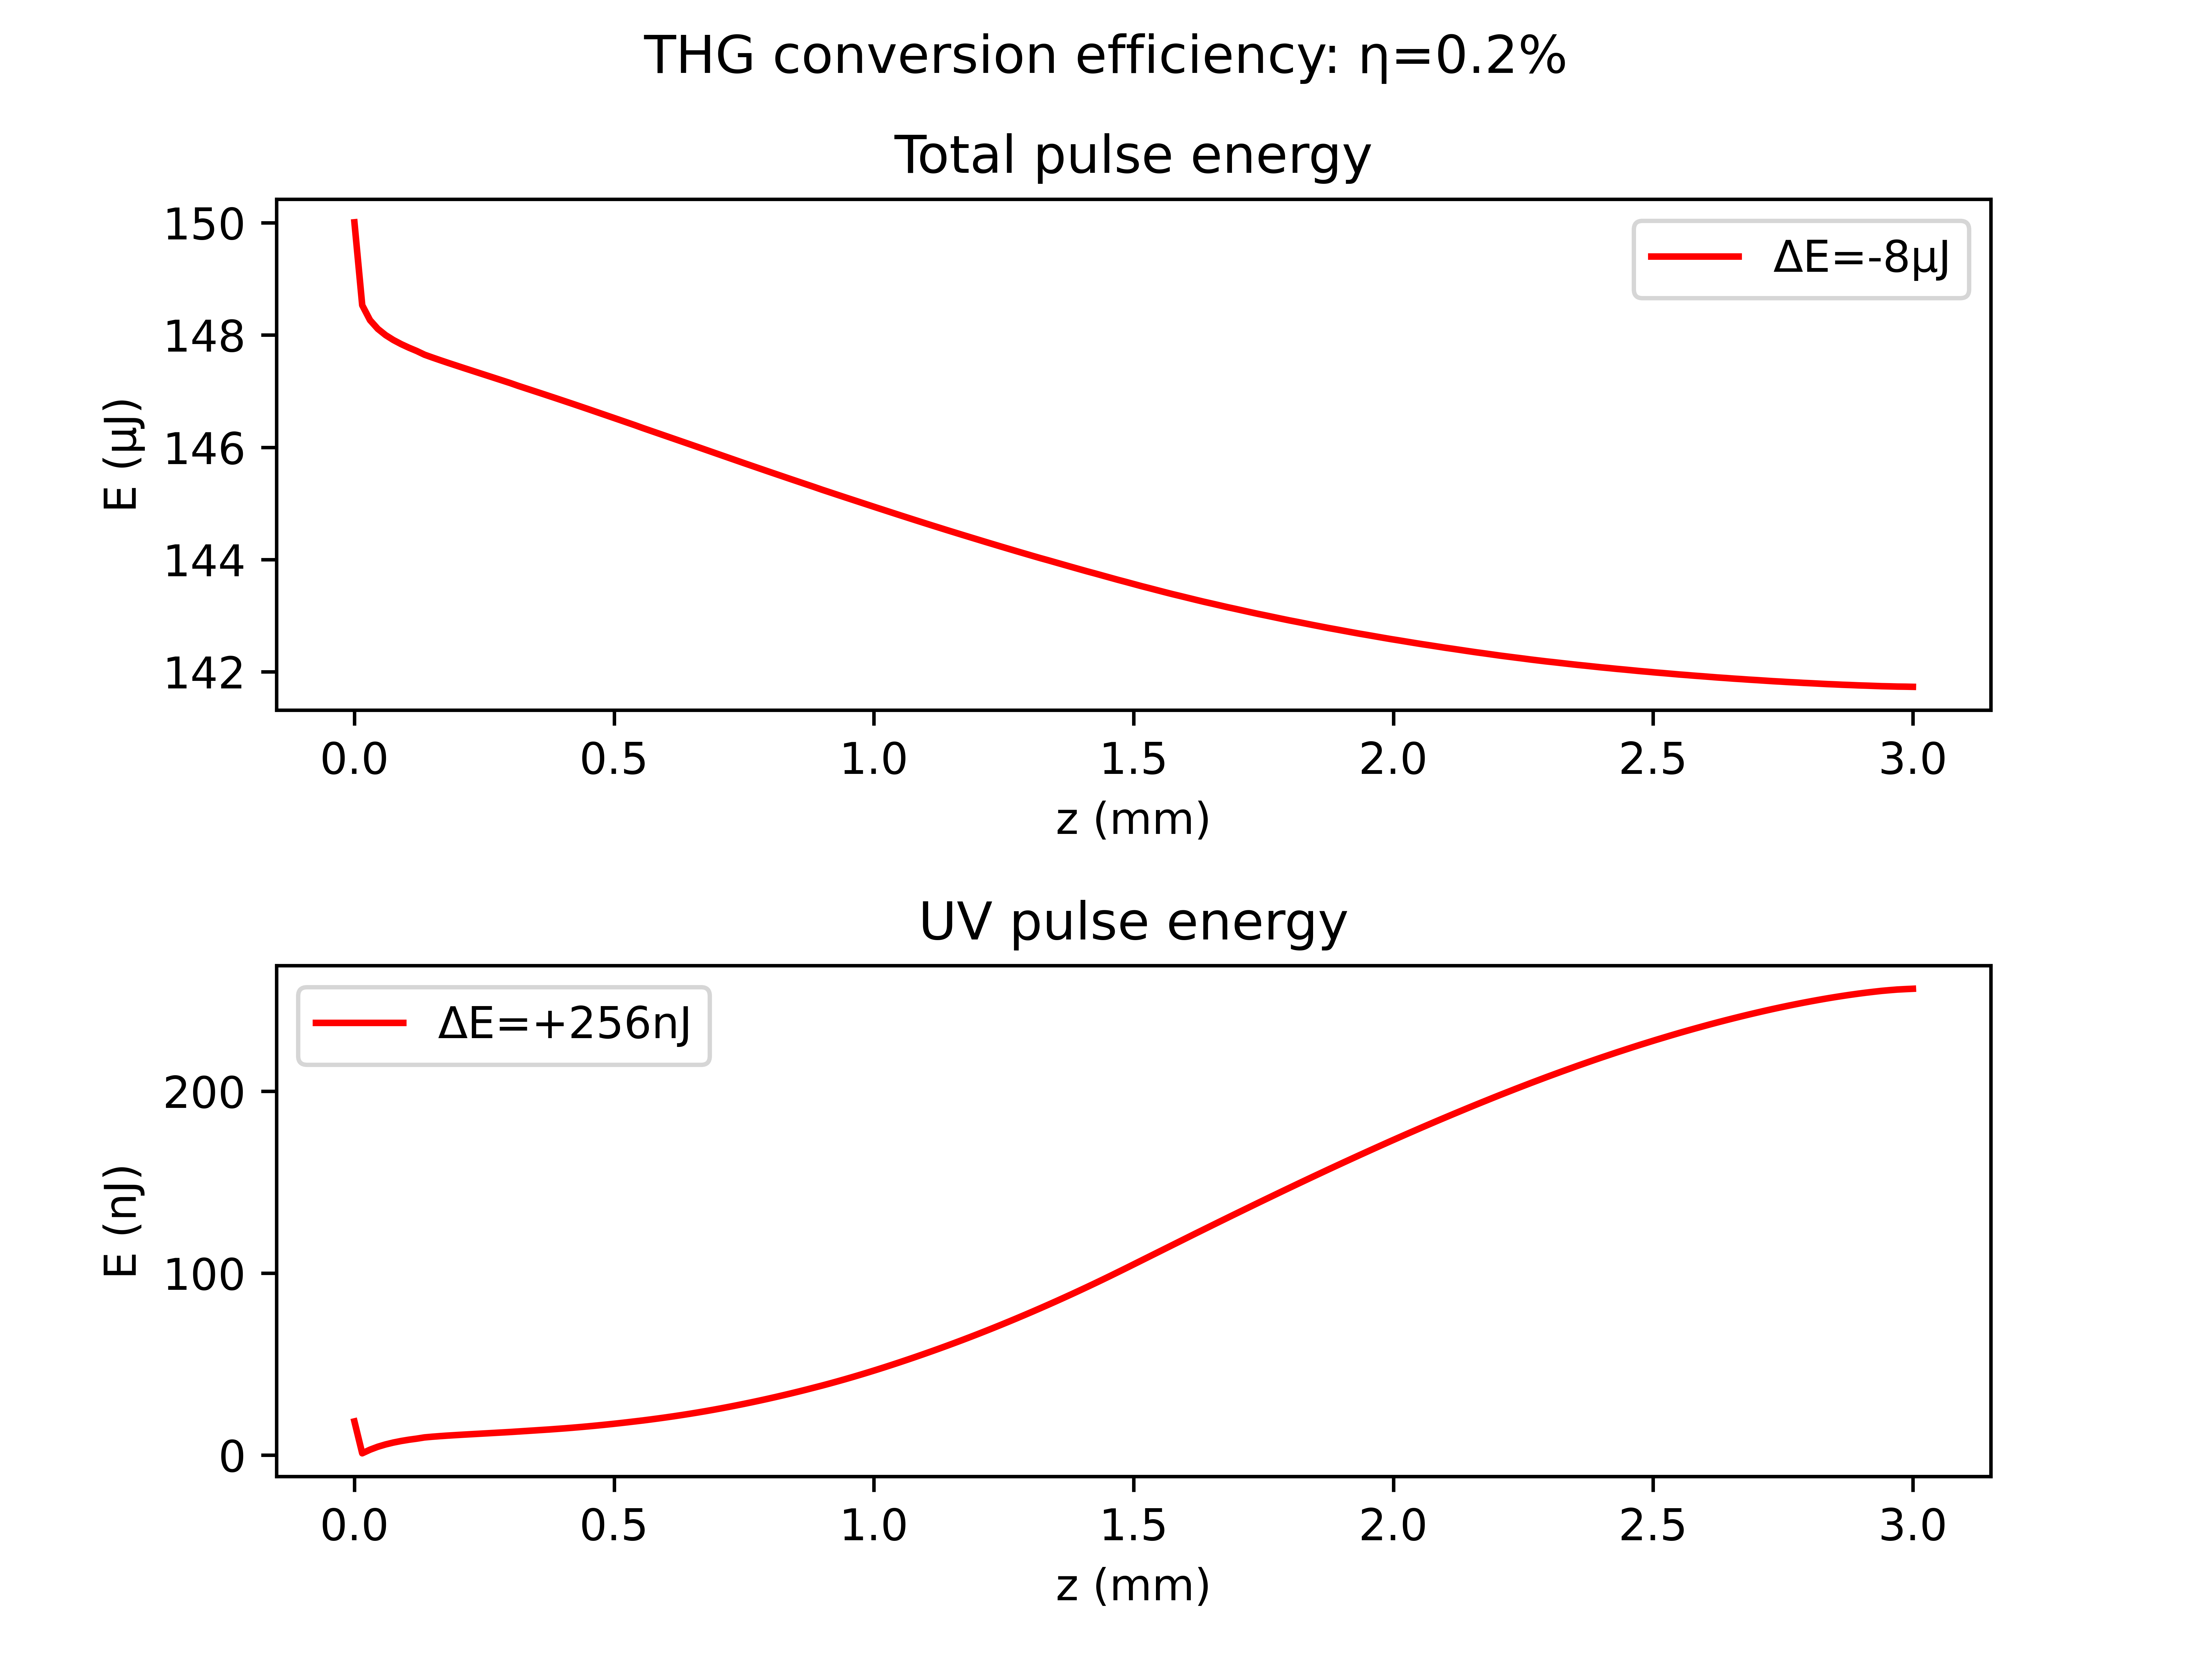 THG conversion efficiency: η=0.2%
Total pulse energy
150
148
146
144
142
E (μJ)
ΔE=-8μJ
0.0 0.5 1.0 1.5 2.0 2.5 3.0
z (mm)
UV pulse energy
ΔE=+256nJ
200
100
0
E (nJ)
0.0 0.5 1.0 1.5 2.0 2.5 3.0
z (mm)